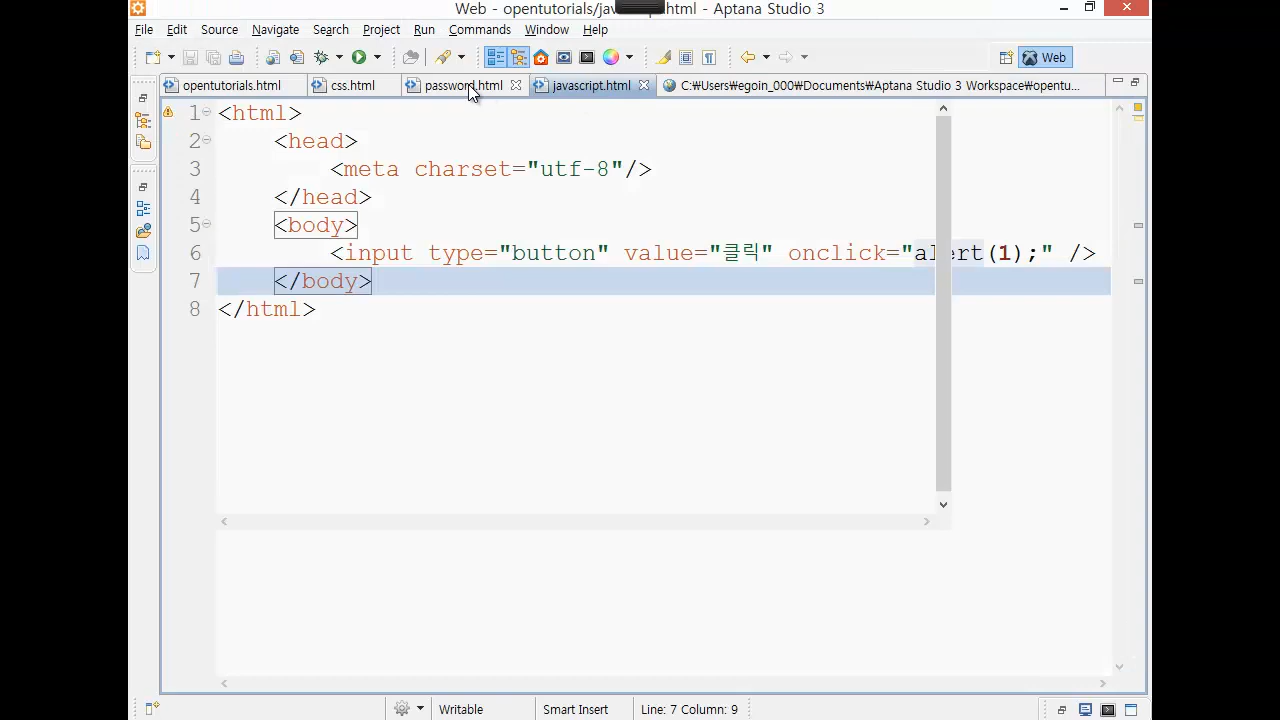 Web - opentutorials/jav p.html - Aptana Studio 3
File Edit Source Navigate Search Project Run Commands Window Help
Web
opentutorials.html css.html password.html javascript.html C:₩Users₩egoin_000₩Documents₩Aptana Studio 3 Workspace₩opentu...
1 <html>
2 <head>
3 <meta charset="utf-8"/>
4 </head>
5 <body>
6 <input type="button" value="클릭" onclick="alert(1);" />
7 </body>
8 </html>
Writable Smart Insert Line: 7 Column: 9